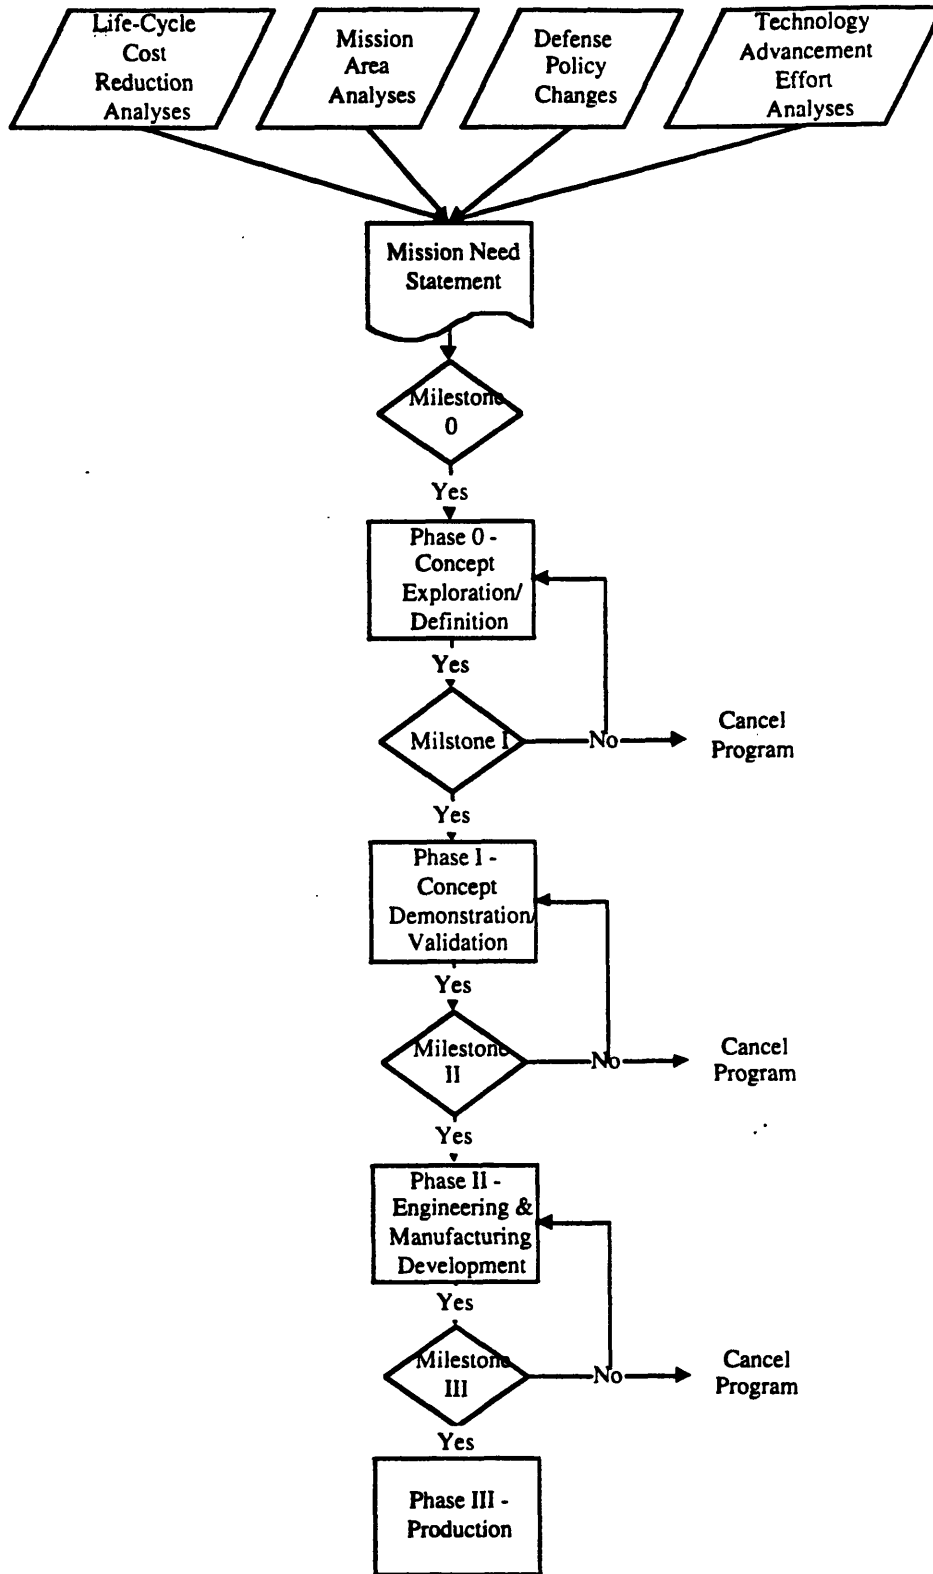 Life-Cycle
Cost
Reduction
Analyses
Mission
Area
Analyses
Defense
Policy
Changes
Technology
Advancement
Effort
Analyses
Mission Need
Statement
Milestone
0
Yes
Phase 0 -
Concept
Exploration/
Definition
Yes
Milstone I
No
Cancel
Program
Yes
Phase I -
Concept
Demonstration/
Validation
Yes
Milestone
II
No
Cancel
Program
Yes
Phase II -
Engineering &
Manufacturing
Development
Yes
Milestone
III
No
Cancel
Program
Yes
Phase III -
Production